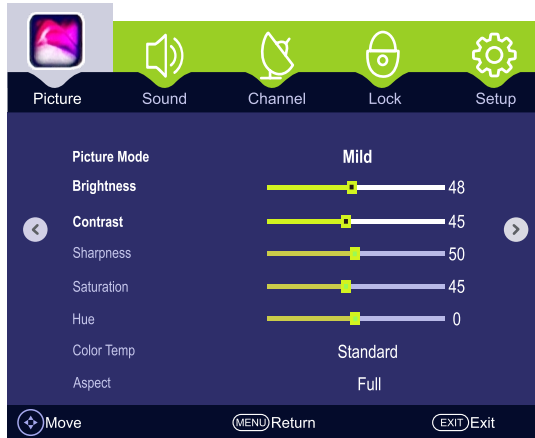 Picture Sound Channel Lock Setup
Picture Mode Mild
Brightness 48
Contrast 45
Sharpness 50
Saturation 45
Hue 0
Color Temp Standard
Aspect Full
Move MENU Return EXIT Exit